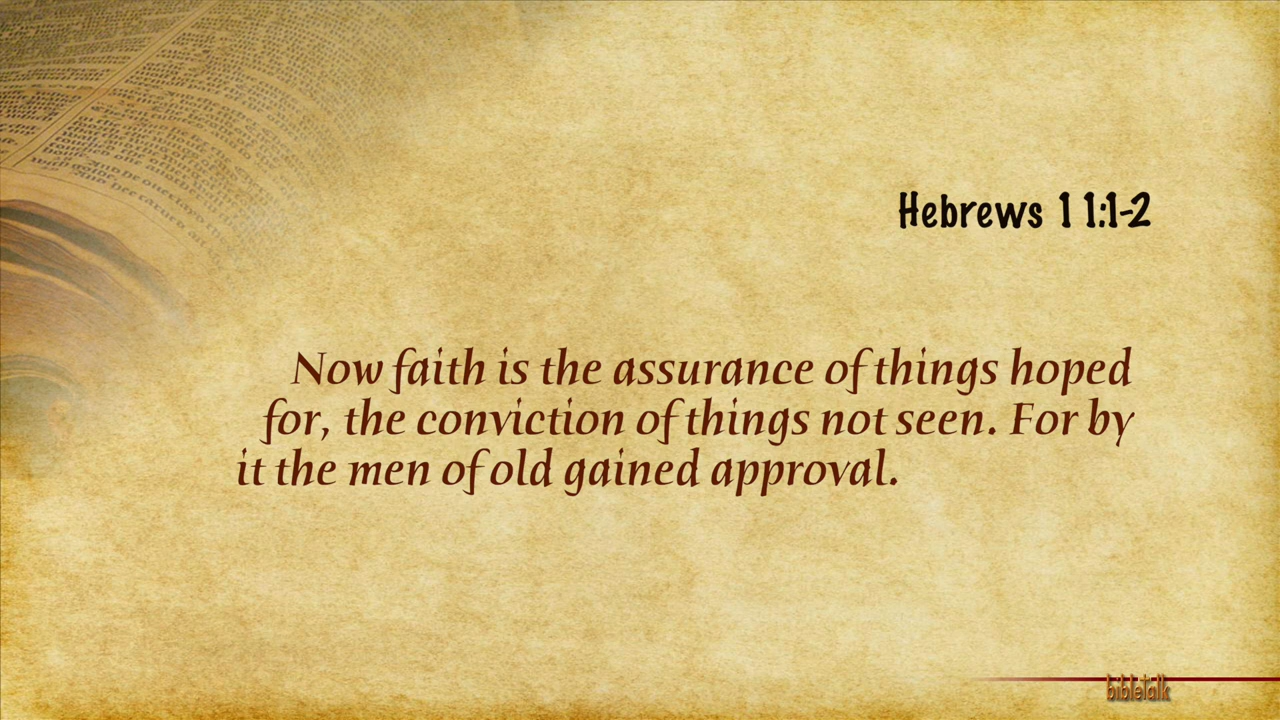 Hebrews 11:1-2
Now faith is the assurance of things hoped
for, the conviction of things not seen. For by
it the men of old gained approval.
bibletalk